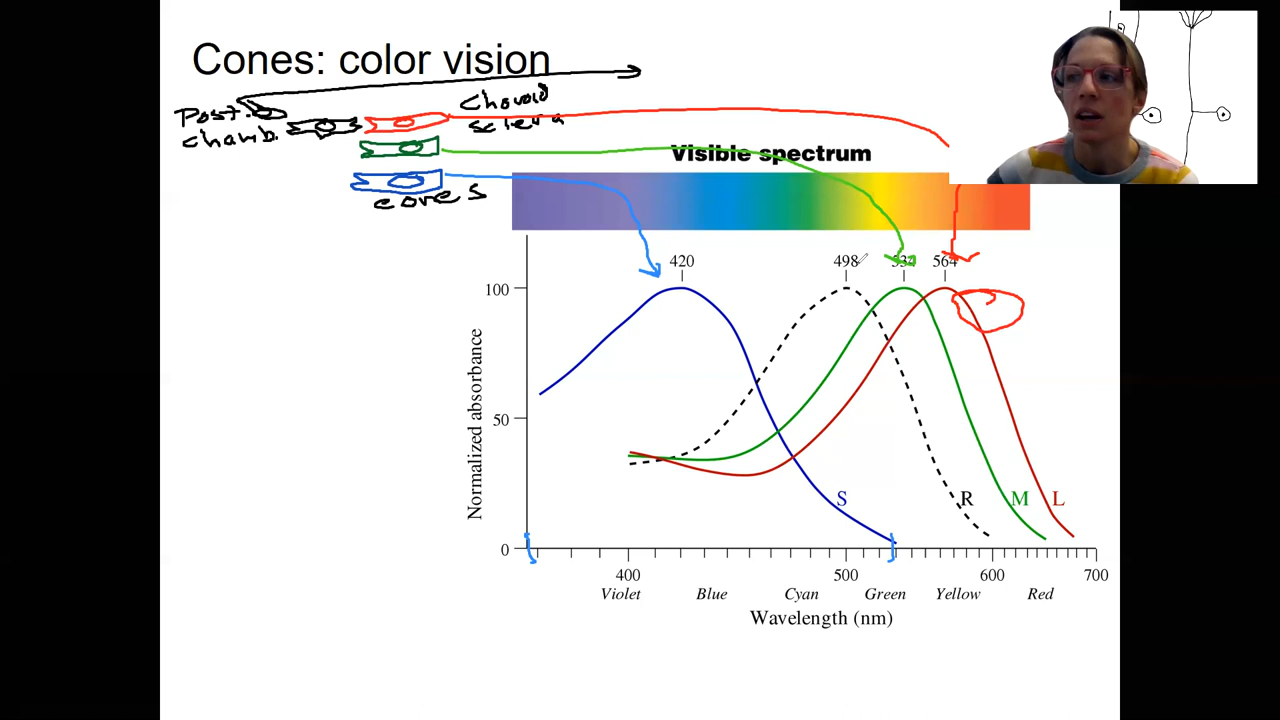 Cones: color vision
Post.
chamb.
Choroid
sclera
cones
Visible spectrum
420
498
534
564
100
50
0
Normalized absorbance
S
R
M
L
400
500
600
700
Violet
Blue
Cyan
Green
Yellow
Red
Wavelength (nm)